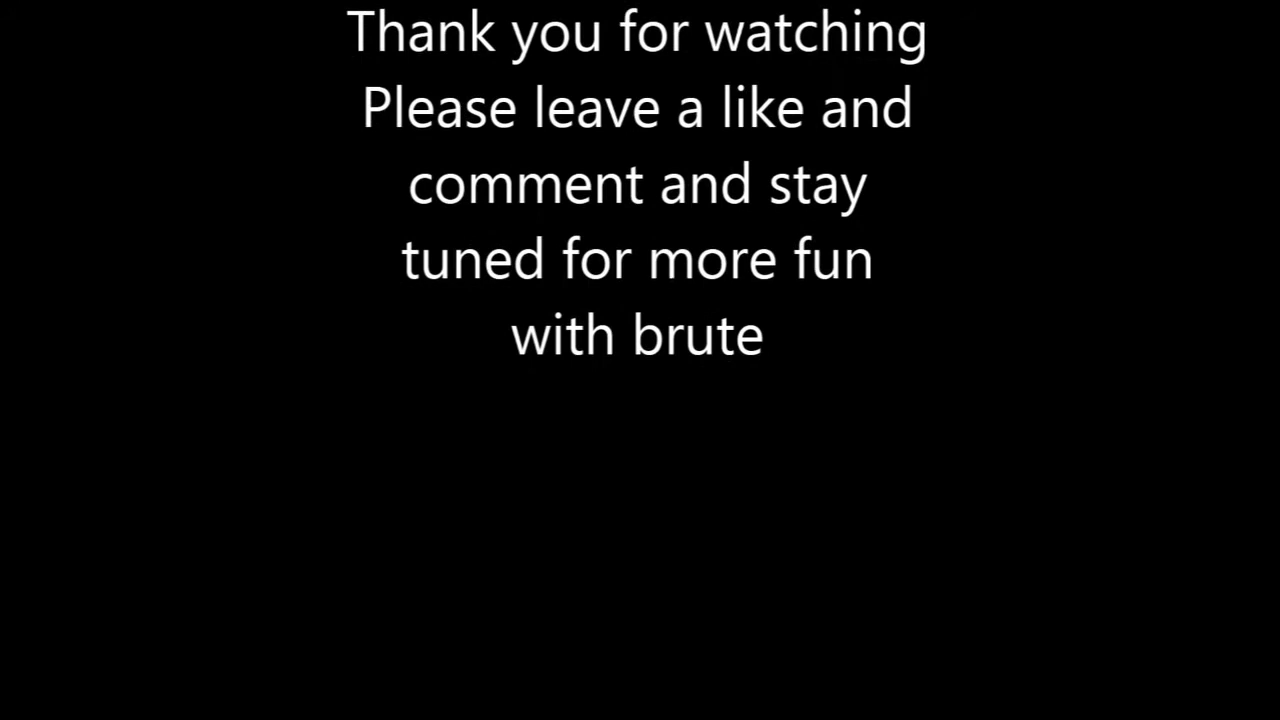 Thank you for watching
Please leave a like and
comment and stay
tuned for more fun
with brute